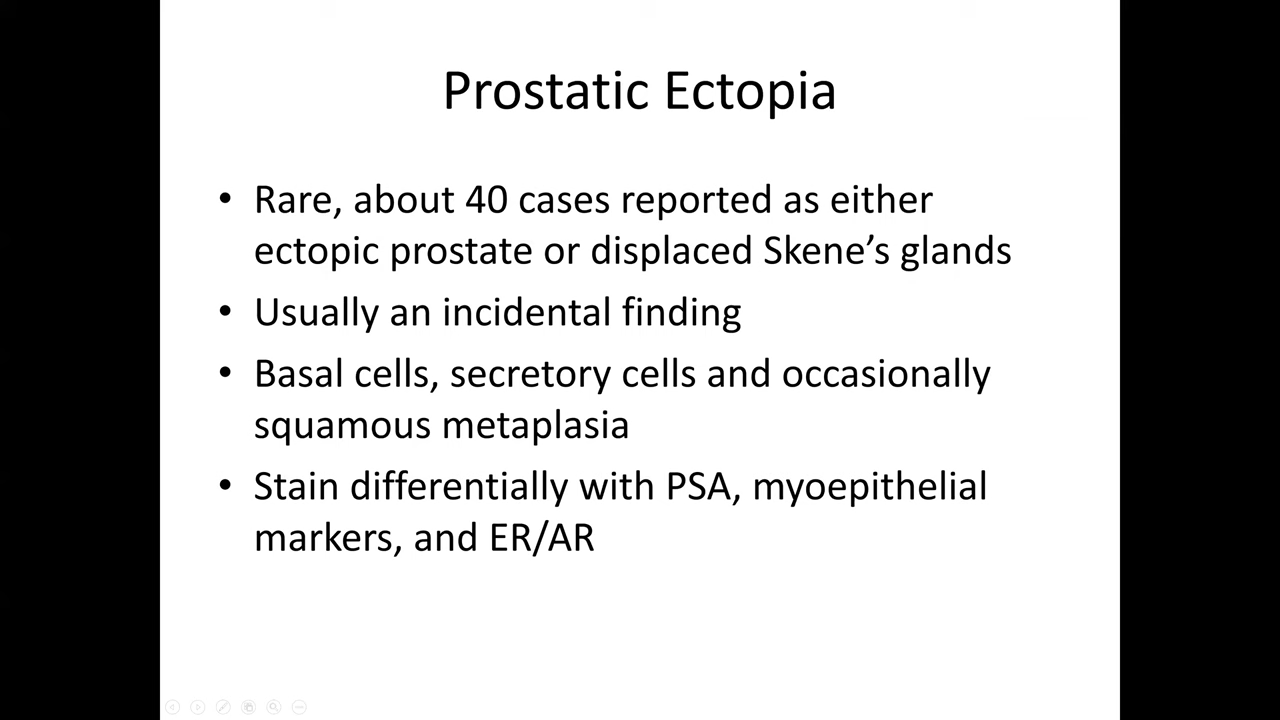 Prostatic Ectopia
• Rare, about 40 cases reported as either
ectopic prostate or displaced Skene’s glands
• Usually an incidental finding
• Basal cells, secretory cells and occasionally
squamous metaplasia
• Stain differentially with PSA, myoepithelial
markers, and ER/AR